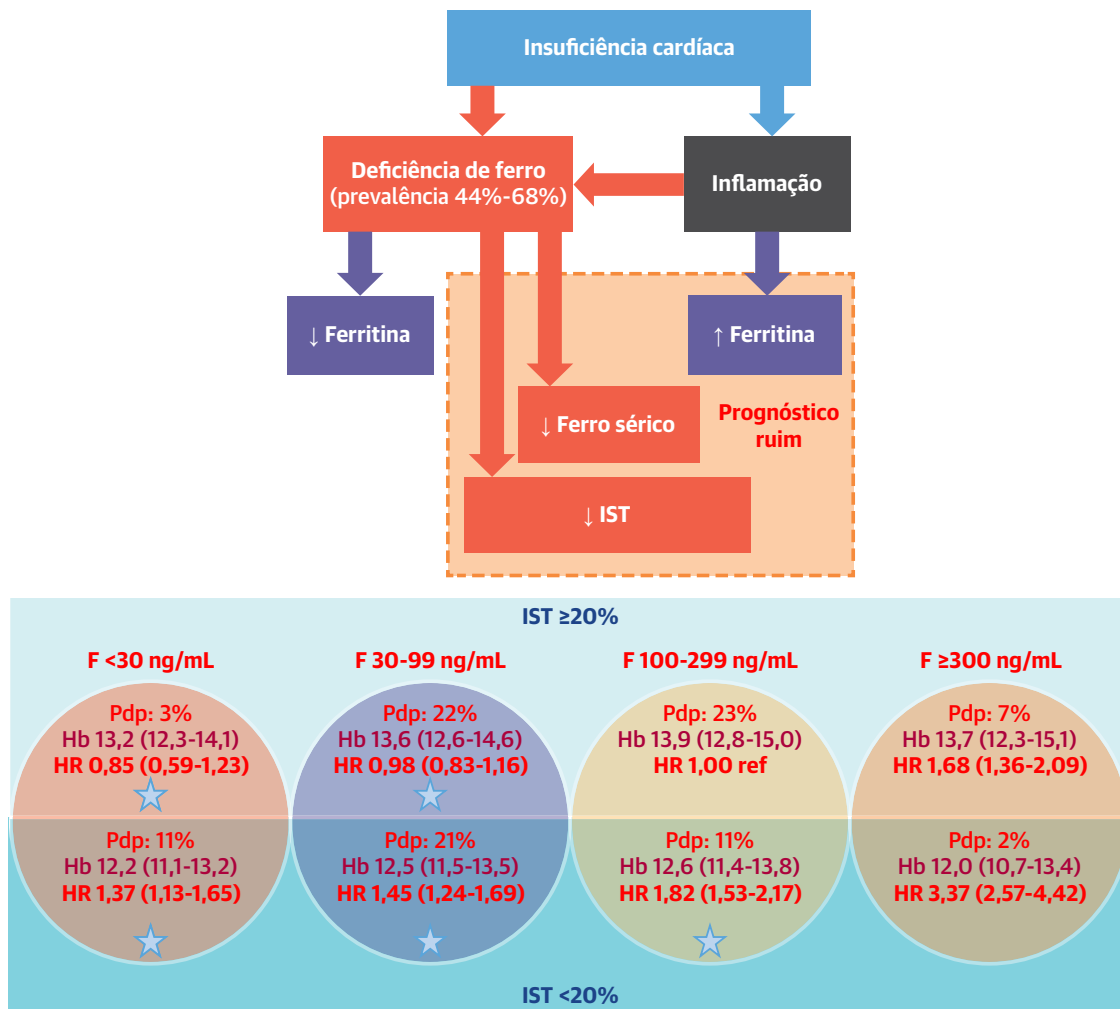 Insuficiência cardíaca
Deficiência de ferro
(prevalência 44%-68%)
Inflamação
↓ Ferritina
↑ Ferritina
↓ Ferro sérico
Prognóstico
ruim
↓ IST
IST ≥20%
F <30 ng/mL
F 30-99 ng/mL
F 100-299 ng/mL
F ≥300 ng/mL
Pdp: 3%
Hb 13,2 (12,3-14,1)
HR 0,85 (0,59-1,23)
Pdp: 22%
Hb 13,6 (12,6-14,6)
HR 0,98 (0,83-1,16)
Pdp: 23%
Hb 13,9 (12,8-15,0)
HR 1,00 ref
Pdp: 7%
Hb 13,7 (12,3-15,1)
HR 1,68 (1,36-2,09)
Pdp: 11%
Hb 12,2 (11,1-13,2)
HR 1,37 (1,13-1,65)
Pdp: 21%
Hb 12,5 (11,5-13,5)
HR 1,45 (1,24-1,69)
Pdp: 11%
Hb 12,6 (11,4-13,8)
HR 1,82 (1,53-2,17)
Pdp: 2%
Hb 12,0 (10,7-13,4)
HR 3,37 (2,57-4,42)
IST <20%